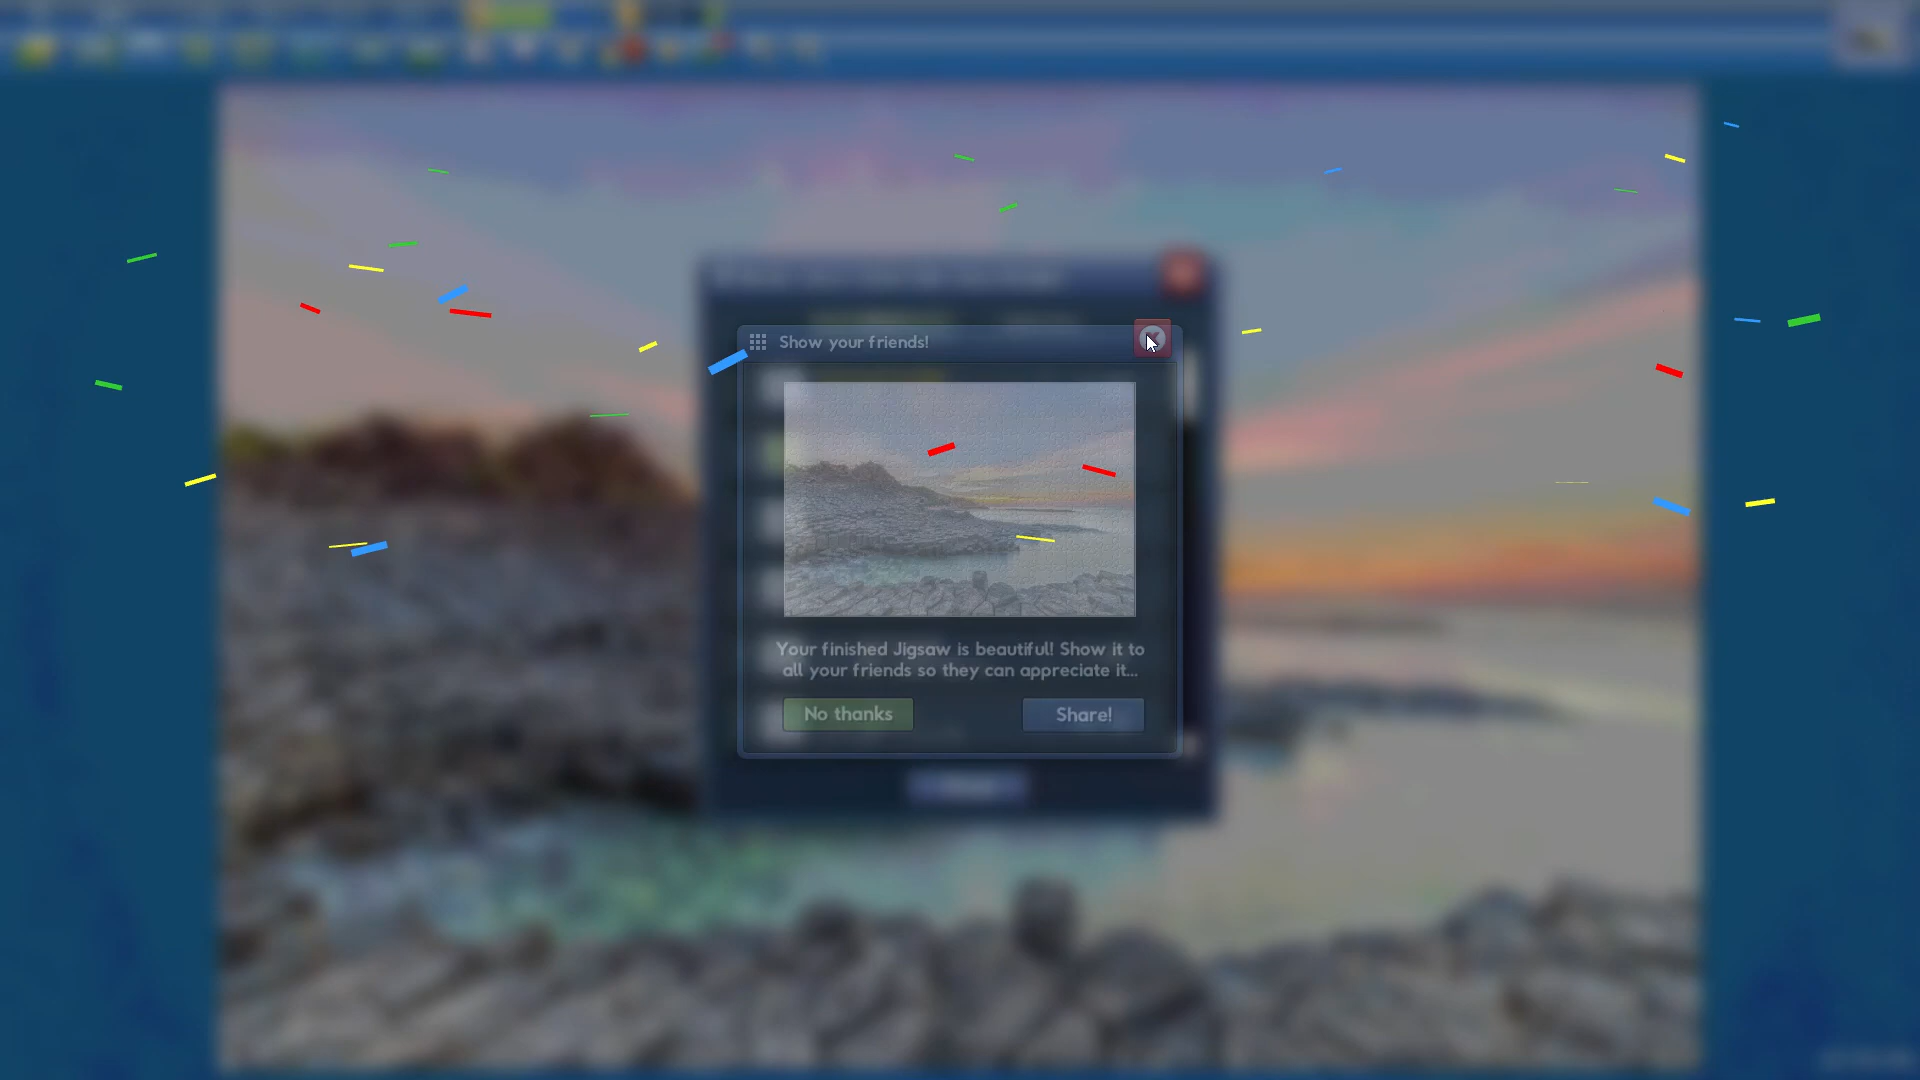 Show your friends!
Your finished Jigsaw is beautiful! Show it to
all your friends so they can appreciate it...
No thanks
Share!